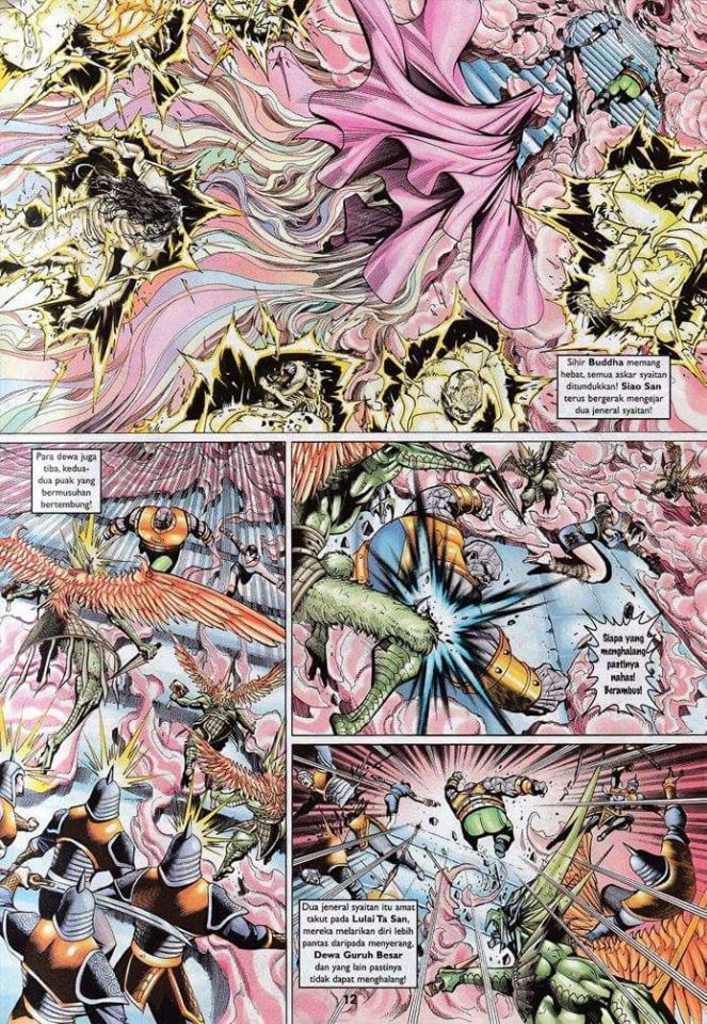 Sihir Buddha memang
hebat, semua askar syaitan
ditundukkan! Siao San
terus bergerak mengejar
dua jeneral syaitan!
Para dewa juga
tiba, kedua-
dua puak yang
bermusuhan
bertembung!
Siapa yang
menghalang
pastinya
nahas!
Berambus!
Dua jeneral syaitan itu amat
takut pada Lulai Ta San,
mereka melarikan diri lebih
pantas daripada menyerang.
Dewa Guruh Besar
dan yang lain pastinya
tidak dapat menghalang!
12